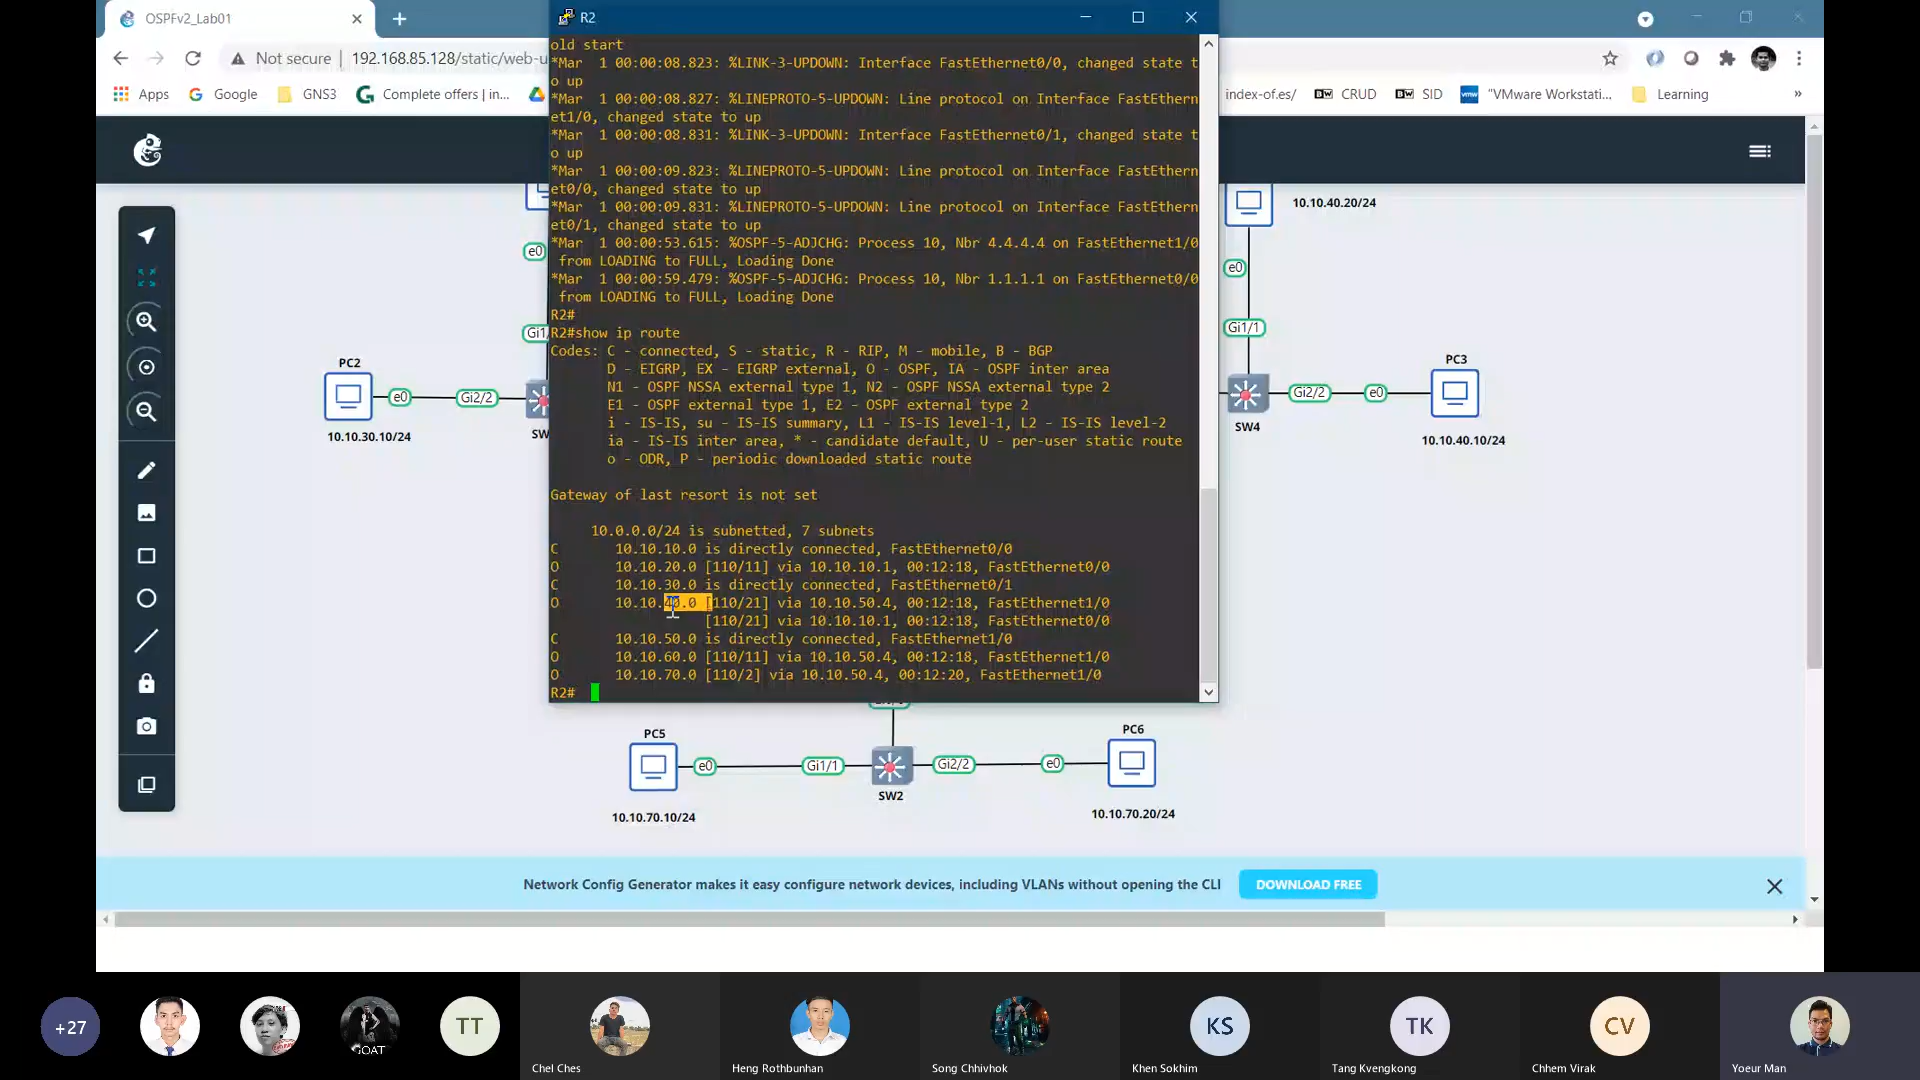 OSPFv2_Lab01
R2
Not secure
192.168.85.128/static/web-u
Apps
Google
GNS3
Complete offers | in...
index-of.es/
BW CRUD
BW SID
"VMware Workstati...
Learning
»
old start
*Mar  1 00:00:08.823: %LINK-3-UPDOWN: Interface FastEthernet0/0, changed state t
o up
*Mar  1 00:00:08.827: %LINEPROTO-5-UPDOWN: Line protocol on Interface FastEthern
et1/0, changed state to up
*Mar  1 00:00:08.831: %LINK-3-UPDOWN: Interface FastEthernet0/1, changed state t
o up
*Mar  1 00:00:09.823: %LINEPROTO-5-UPDOWN: Line protocol on Interface FastEthern
et0/0, changed state to up
*Mar  1 00:00:09.831: %LINEPROTO-5-UPDOWN: Line protocol on Interface FastEthern
et0/1, changed state to up
*Mar  1 00:00:53.615: %OSPF-5-ADJCHG: Process 10, Nbr 4.4.4.4 on FastEthernet1/0
 from LOADING to FULL, Loading Done
*Mar  1 00:00:59.479: %OSPF-5-ADJCHG: Process 10, Nbr 1.1.1.1 on FastEthernet0/0
 from LOADING to FULL, Loading Done
R2#
R2#show ip route
Codes: C - connected, S - static, R - RIP, M - mobile, B - BGP
D - EIGRP, EX - EIGRP external, O - OSPF, IA - OSPF inter area
N1 - OSPF NSSA external type 1, N2 - OSPF NSSA external type 2
E1 - OSPF external type 1, E2 - OSPF external type 2
i - IS-IS, su - IS-IS summary, L1 - IS-IS level-1, L2 - IS-IS level-2
ia - IS-IS inter area, * - candidate default, U - per-user static route
o - ODR, P - periodic downloaded static route
Gateway of last resort is not set
10.0.0.0/24 is subnetted, 7 subnets
C       10.10.10.0 is directly connected, FastEthernet0/0
O       10.10.20.0 [110/11] via 10.10.10.1, 00:12:18, FastEthernet0/0
C       10.10.30.0 is directly connected, FastEthernet0/1
O       10.10.40.0 [110/21] via 10.10.50.4, 00:12:18, FastEthernet1/0
[110/21] via 10.10.10.1, 00:12:18, FastEthernet0/0
C       10.10.50.0 is directly connected, FastEthernet1/0
O       10.10.60.0 [110/11] via 10.10.50.4, 00:12:18, FastEthernet1/0
O       10.10.70.0 [110/2] via 10.10.50.4, 00:12:20, FastEthernet1/0
R2#
e0
Gi1/
PC2
e0
Gi2/2
SW
10.10.30.10/24
10.10.40.20/24
e0
Gi1/1
PC3
Gi2/2
e0
SW4
10.10.40.10/24
PC5
e0
Gi1/1
Gi2/2
e0
PC6
SW2
10.10.70.10/24
10.10.70.20/24
Network Config Generator makes it easy configure network devices, including VLANs without opening the CLI
DOWNLOAD FREE
+27
GOAT
TT
KS
TK
CV
Chel Ches
Heng Rothbunhan
Song Chhivhok
Khen Sokhim
Tang Kvengkong
Chhem Virak
Yoeur Man